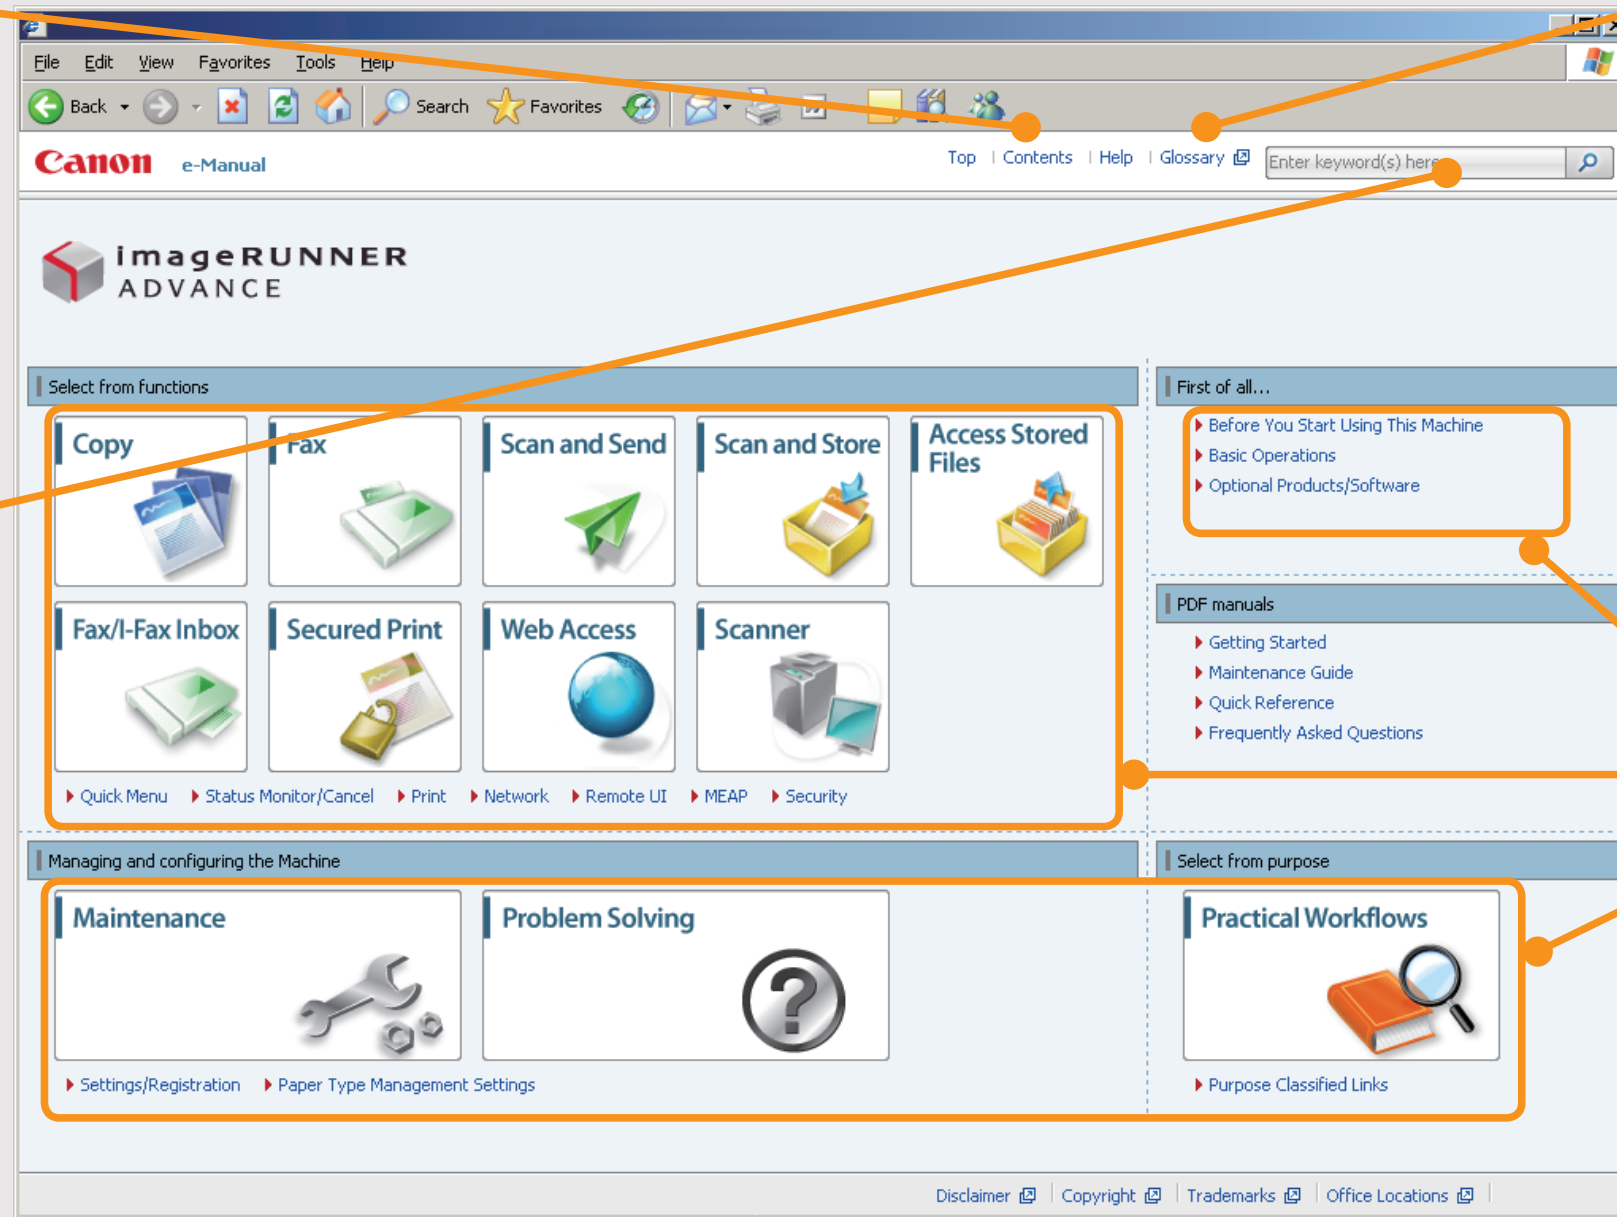 File Edit View Favorites Tools Help
Back Search Favorites
Canon e-Manual
Top | Contents | Help | Glossary
Enter keyword(s) here
imageRUNNER
ADVANCE
Select from functions
Copy
Fax
Scan and Send
Scan and Store
Access Stored
Files
Fax/I-Fax Inbox
Secured Print
Web Access
Scanner
Quick Menu Status Monitor/Cancel Print Network Remote UI MEAP Security
First of all...
Before You Start Using This Machine
Basic Operations
Optional Products/Software
PDF manuals
Getting Started
Maintenance Guide
Quick Reference
Frequently Asked Questions
Managing and configuring the Machine
Maintenance
Problem Solving
Settings/Registration Paper Type Management Settings
Select from purpose
Practical Workflows
Purpose Classified Links
Disclaimer | Copyright | Trademarks | Office Locations |